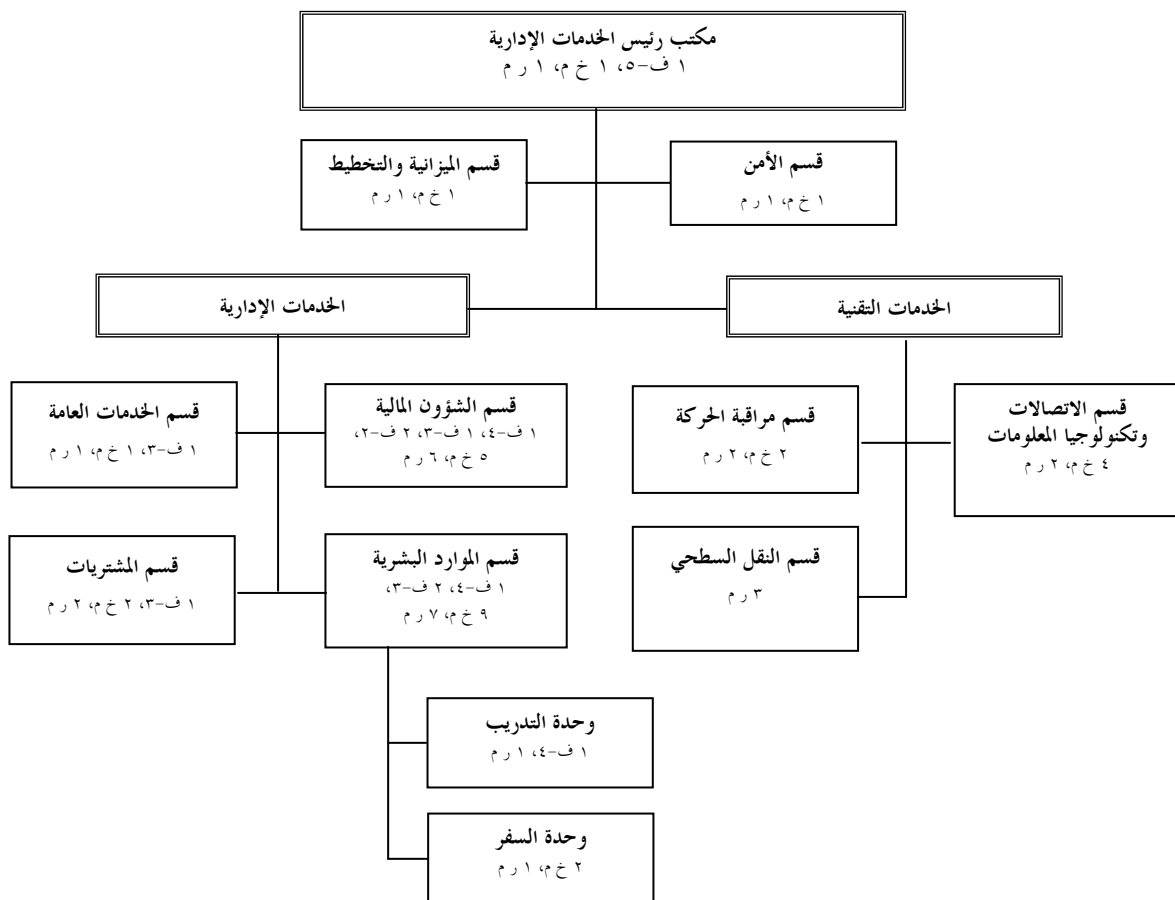 مكتب رئيس الخدمات الإدارية
١ ف-٥، ١ خ م، ١ ر م
قسم الأمن
١ خ م، ١ ر م
قسم الميزانية والتخطيط
١ خ م، ١ ر م
الخدمات التقنية
الخدمات الإدارية
قسم الاتصالات
وتكنولوجيا المعلومات
٤ خ م، ٢ ر م
قسم مراقبة الحركة
٢ خ م، ٢ ر م
قسم الشؤون المالية
١ ف-٤، ١ ف-٣، ٢ ف-٢،
٥ خ م، ٦ ر م
قسم الخدمات العامة
١ ف-٣، ١ خ م، ١ ر م
قسم النقل السطحي
٣ ر م
قسم الموارد البشرية
١ ف-٤، ٢ ف-٣،
٩ خ م، ٧ ر م
قسم المشتريات
١ ف-٣، ٢ خ م، ٢ ر م
وحدة التدريب
١ ف-٤، ١ ر م
وحدة السفر
٢ خ م، ١ ر م